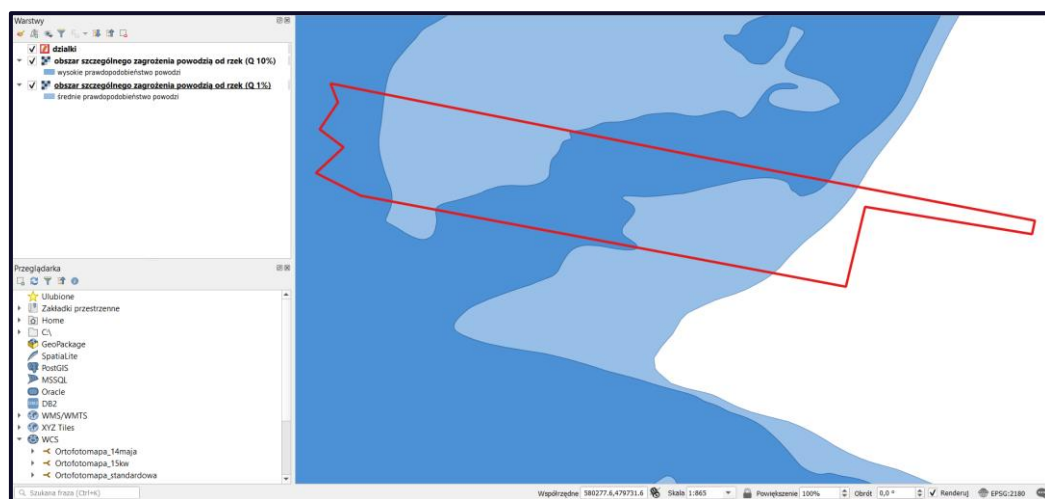 Warstwy
działki
obszar szczególnego zagrożenia powodzią od rzek (Q 10%)
wysokie prawdopodobieństwo powodzi
obszar szczególnego zagrożenia powodzią od rzek (Q 1%)
średnie prawdopodobieństwo powodzi
Przeglądarka
Ulubione
Zakładki przestrzenne
Home
C:\
GeoPackage
SpatiaLite
PostGIS
MSSQL
Oracle
DB2
WMS/WMTS
XYZ Tiles
WCS
Ortofotomapa_14maja
Ortofotomapa_15kw
Ortofotomapa_standardowa
Szukana fraza (Ctrl+K)
Współrzędne 580277.6,479731.6 Skala 1:865 Powiększenie 100% Obrót 0,0 ° Renderuj EPSG:2180